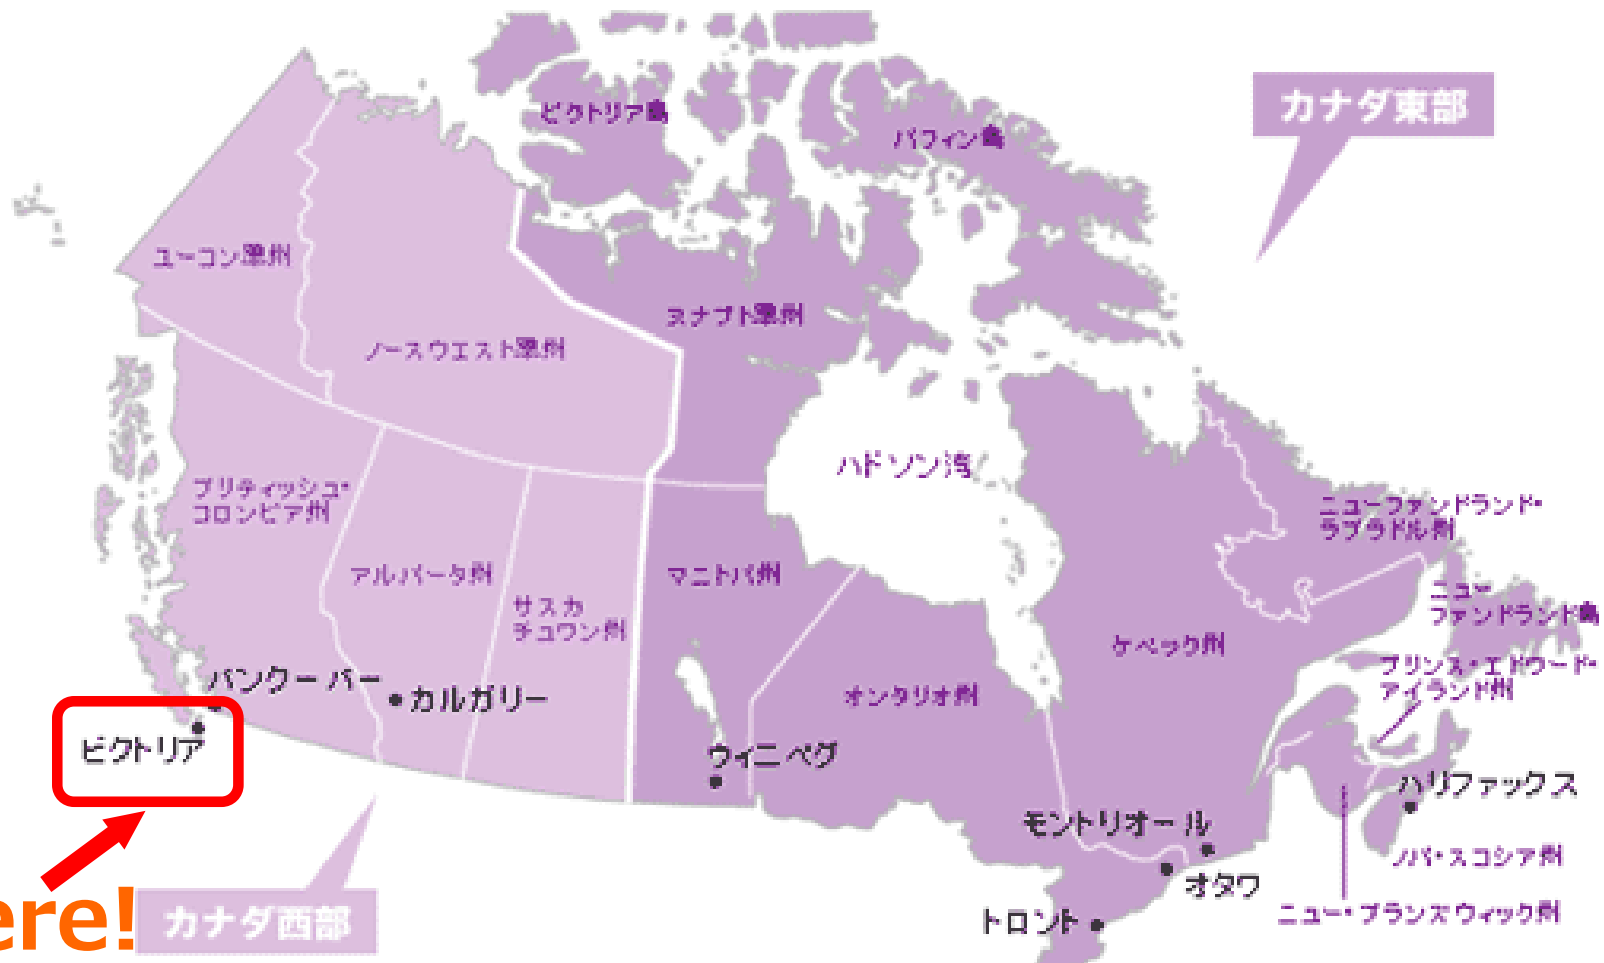 ビクトリア島
バフィン島
カナダ東部
ユーコン準州
ヌナブト準州
ノースウエスト準州
ハドソン湾
ブリティッシュ・
コロンビア州
ニューファンドランド・
ラブラドル州
アルバータ州
マニトバ州
サスカ
チュワン州
ニュー
ファンドランド島
ケベック州
プリンス・エドワード・
アイランド州
バンクーバー
カルガリー
オンタリオ州
ビクトリア
ウィニペグ
ハリファックス
モントリオール
ノバ・スコシア州
オタワ
ere!
カナダ西部
トロント
ニュー・ブランズウィック州